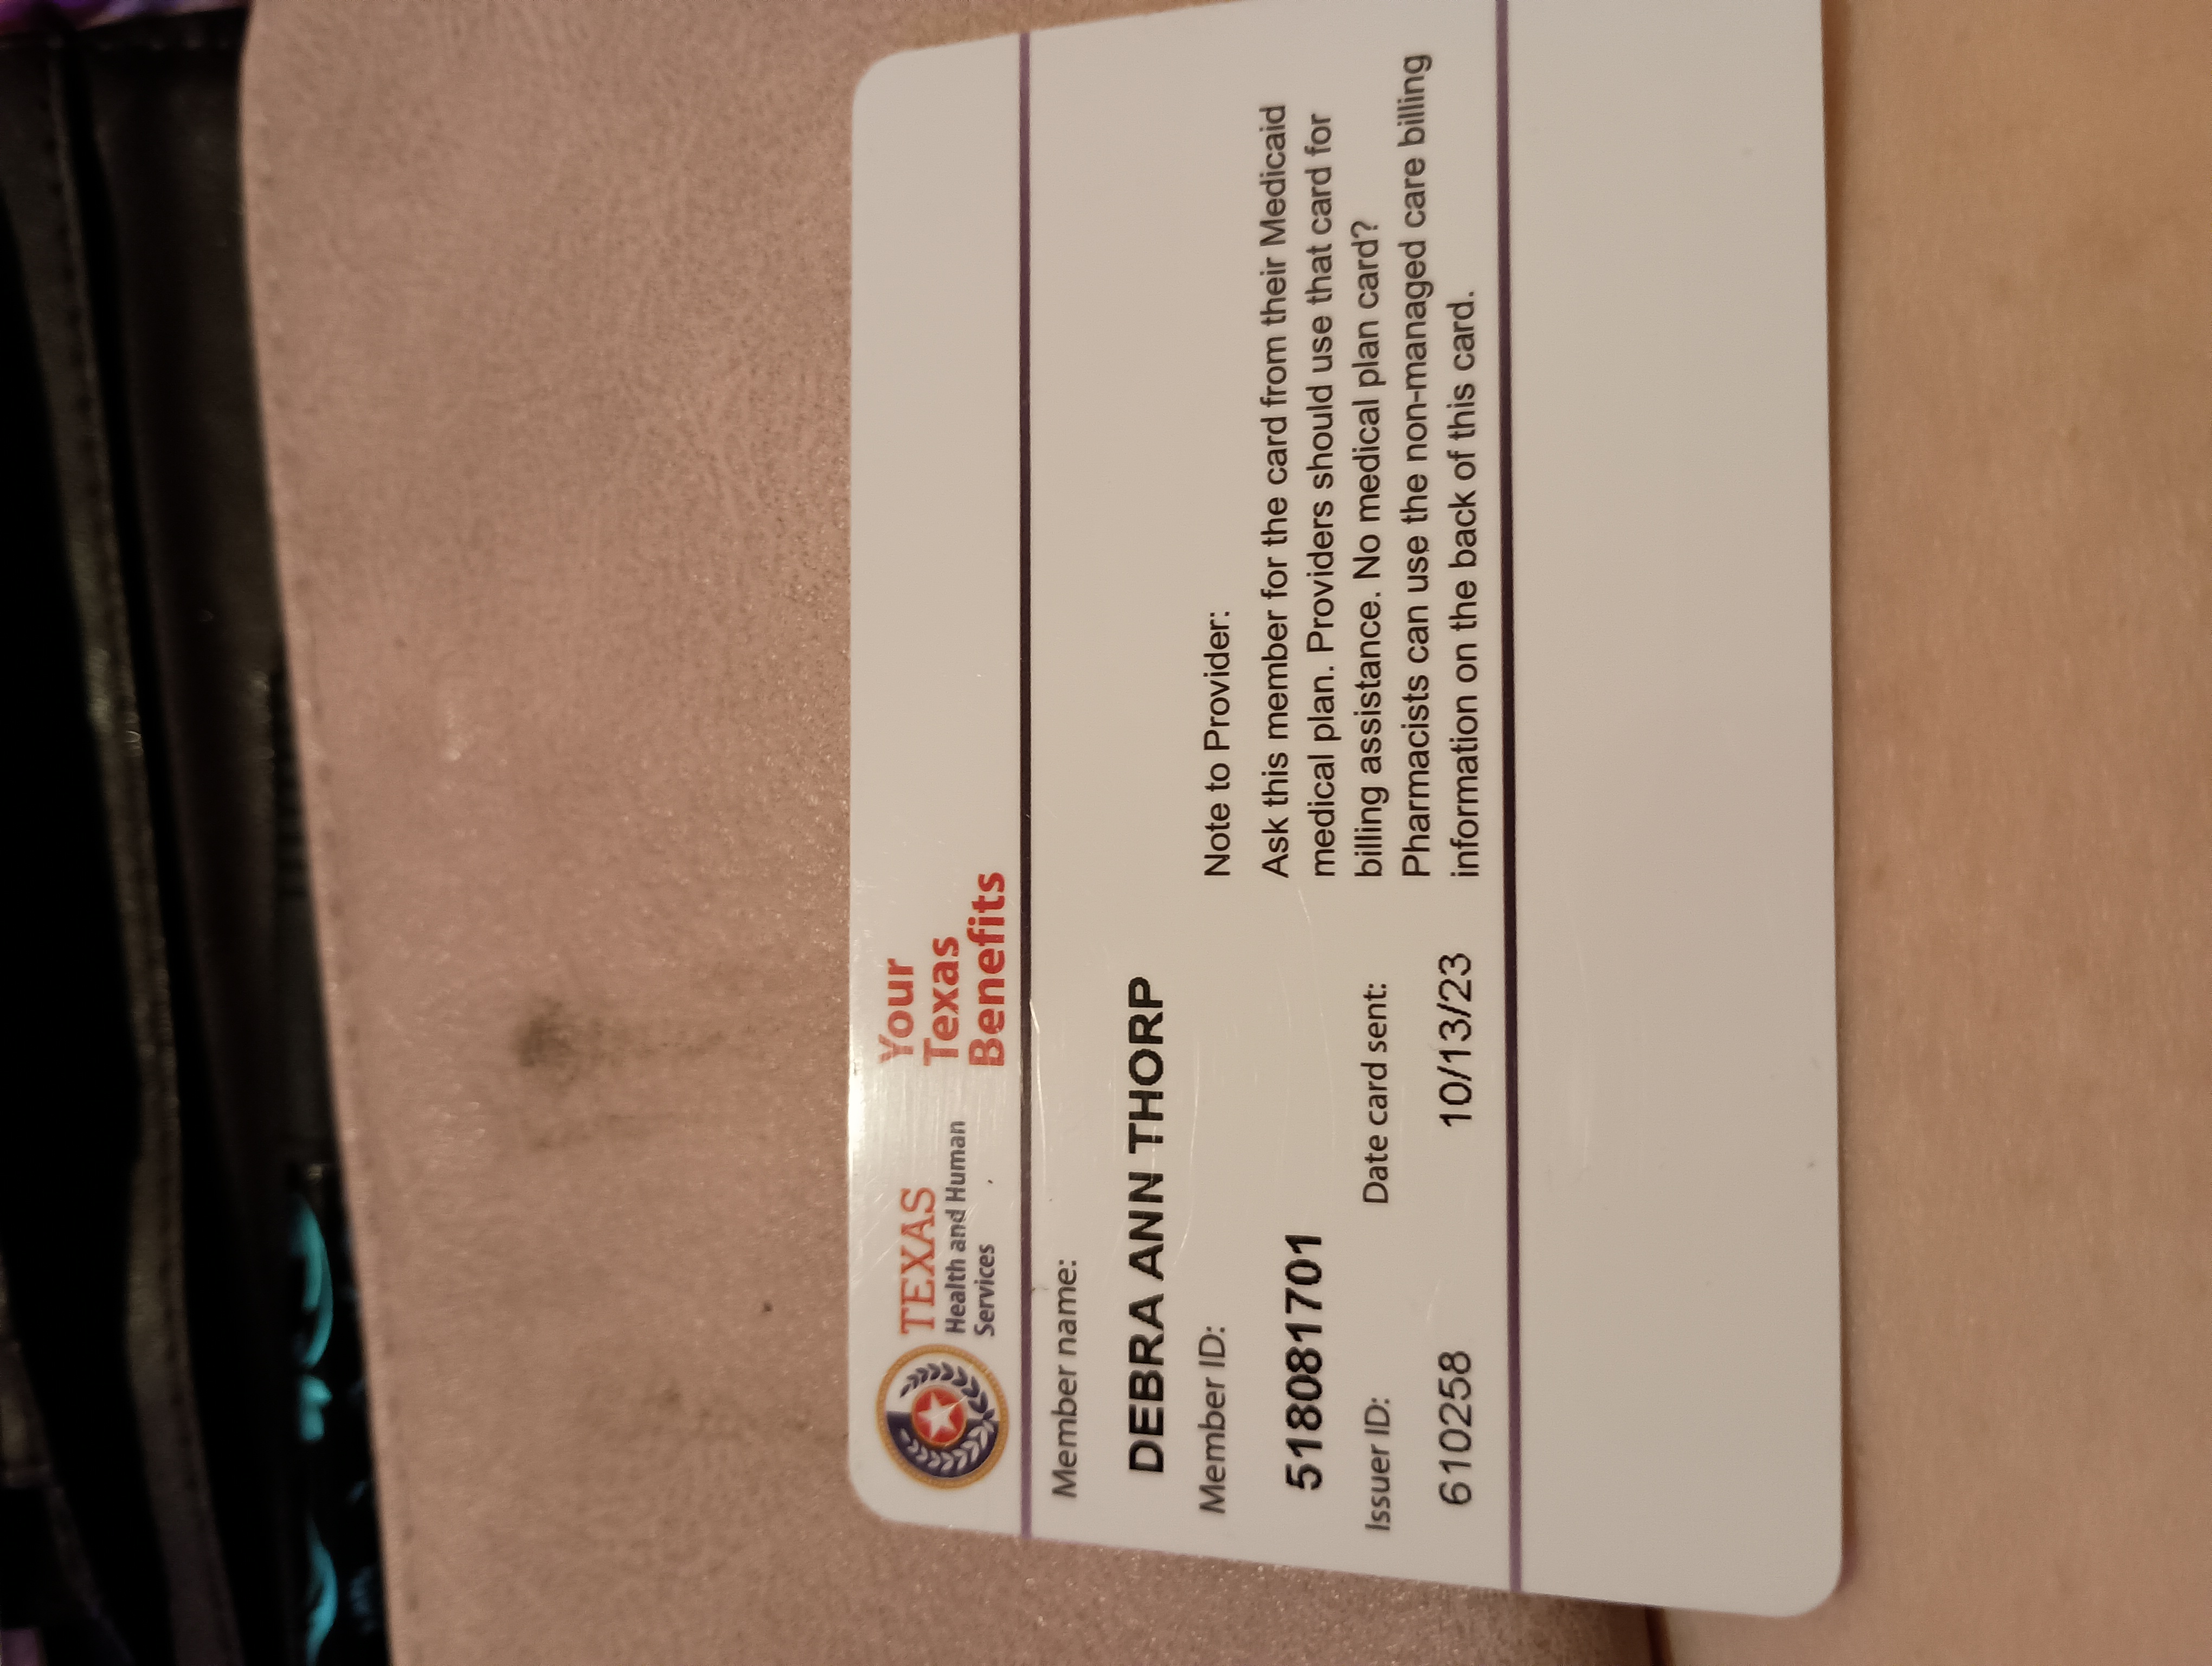 TEXAS
Health and Human
Services
Your
Texas
Benefits
Member name:
DEBRA ANN THORP
Member ID:
518081701
Issuer ID:
610258
Date card sent:
10/13/23
Note to Provider:
Ask this member for the card from their Medicaid
medical plan. Providers should use that card for
billing assistance. No medical plan card?
Pharmacists can use the non-managed care billing
information on the back of this card.